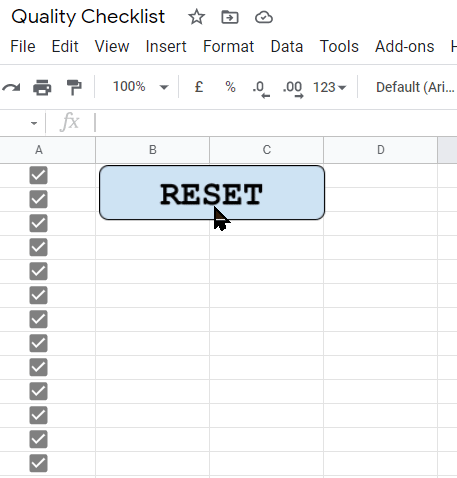 Quality Checklist
File Edit View Insert Format Data Tools Add-ons H
100% £ % .0 .00 123 Default (Ari...
fx
A B C D
RESET